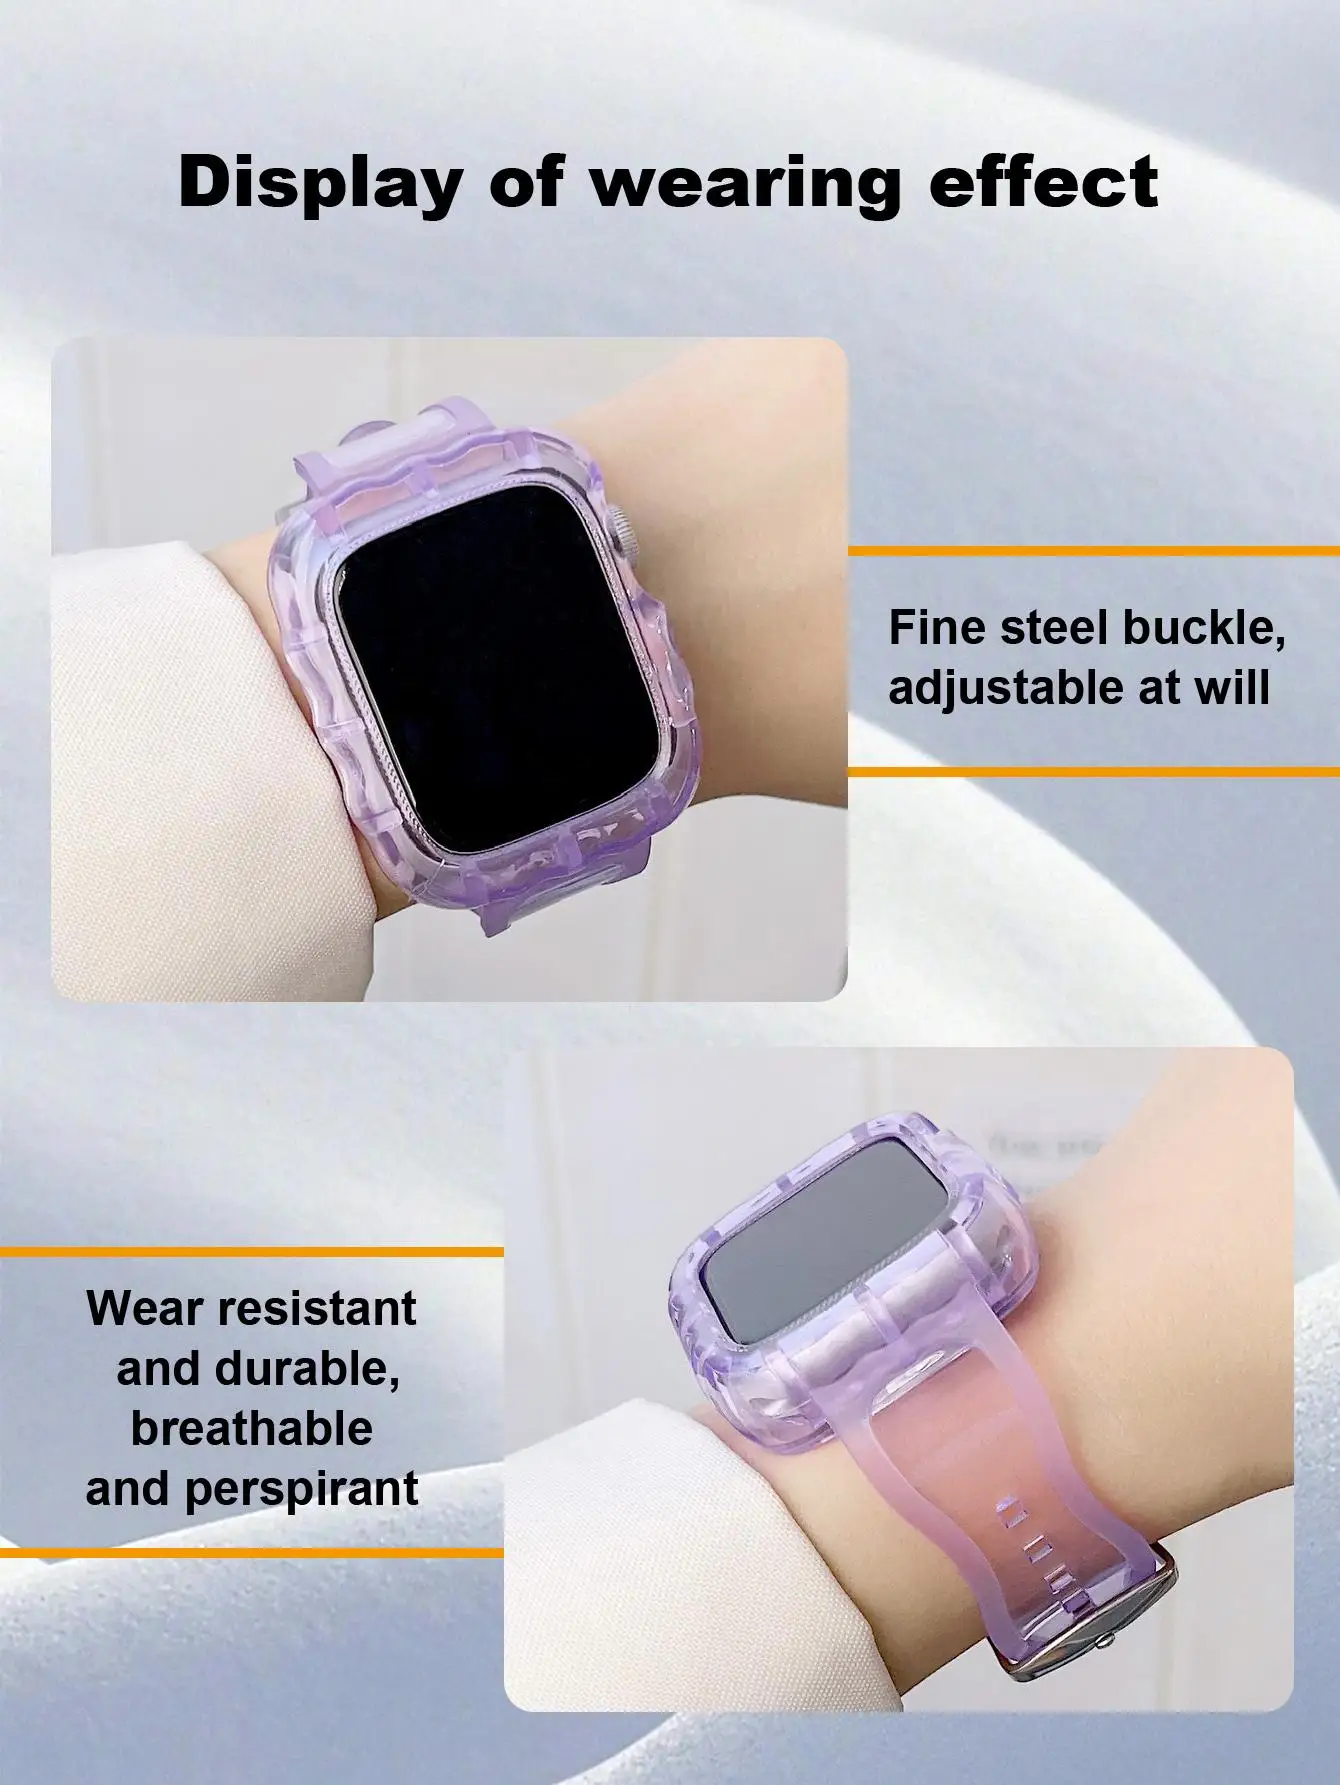 Display of wearing effect
Fine steel buckle,
adjustable at will
Wear resistant
and durable,
breathable
and perspirant